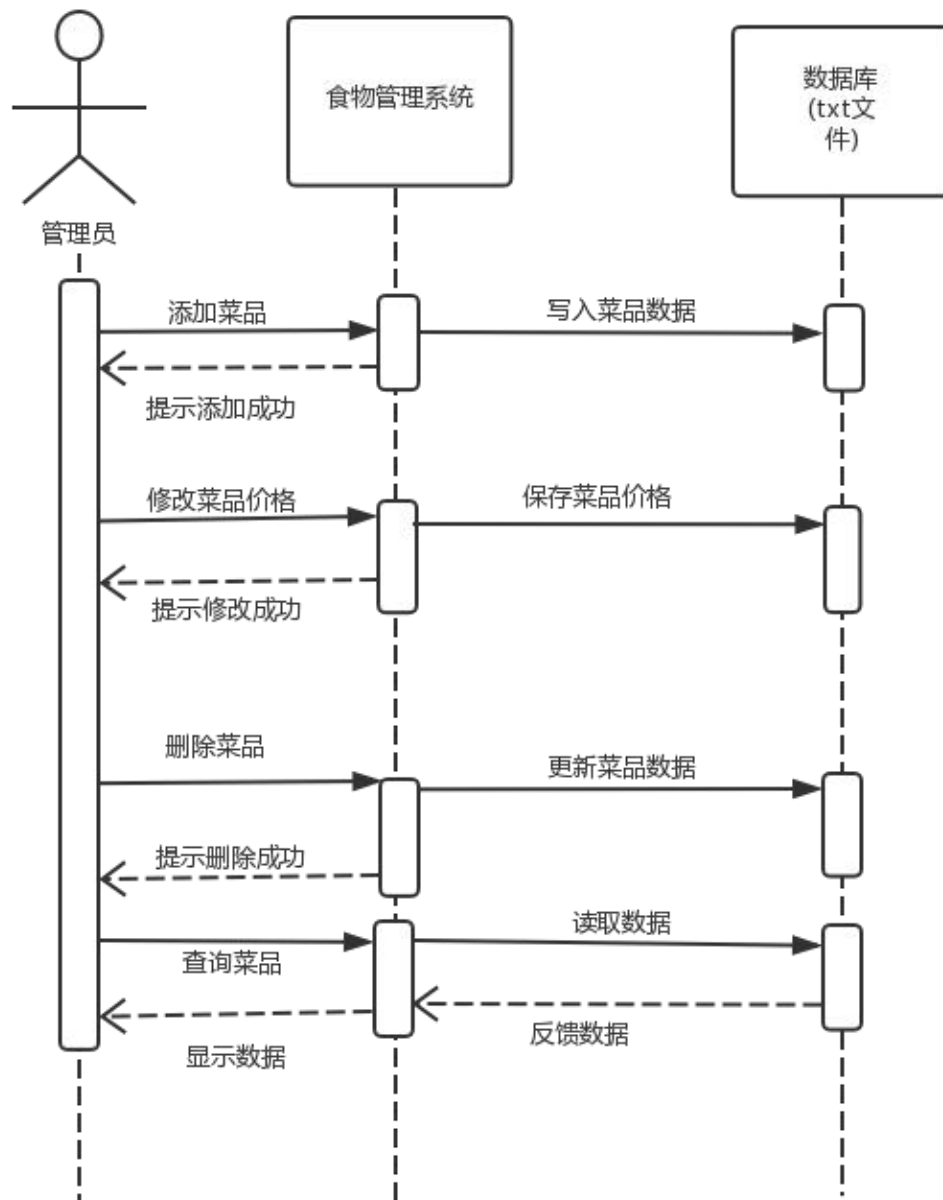 食物管理系统
数据库
(txt文
件)
管理员
添加菜品
写入菜品数据
提示添加成功
修改菜品价格
保存菜品价格
提示修改成功
删除菜品
更新菜品数据
提示删除成功
读取数据
查询菜品
反馈数据
显示数据